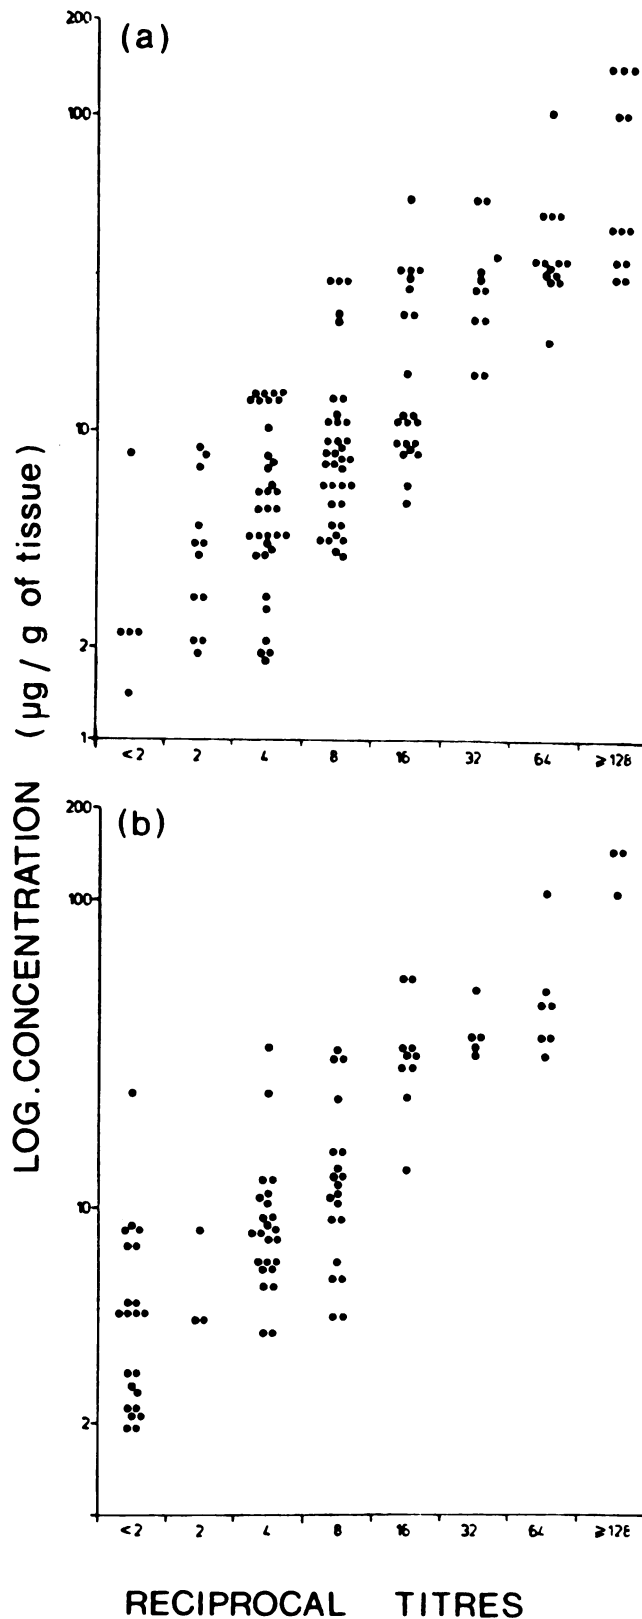 200
(a)
100
10
2
1
<2 2 4 8 16 32 64 ≥128
LOG.CONCENTRATION (µg / g of tissue)
200
(b)
100
10
2
<2 2 4 8 16 32 64 ≥128
RECIPROCAL TITRES